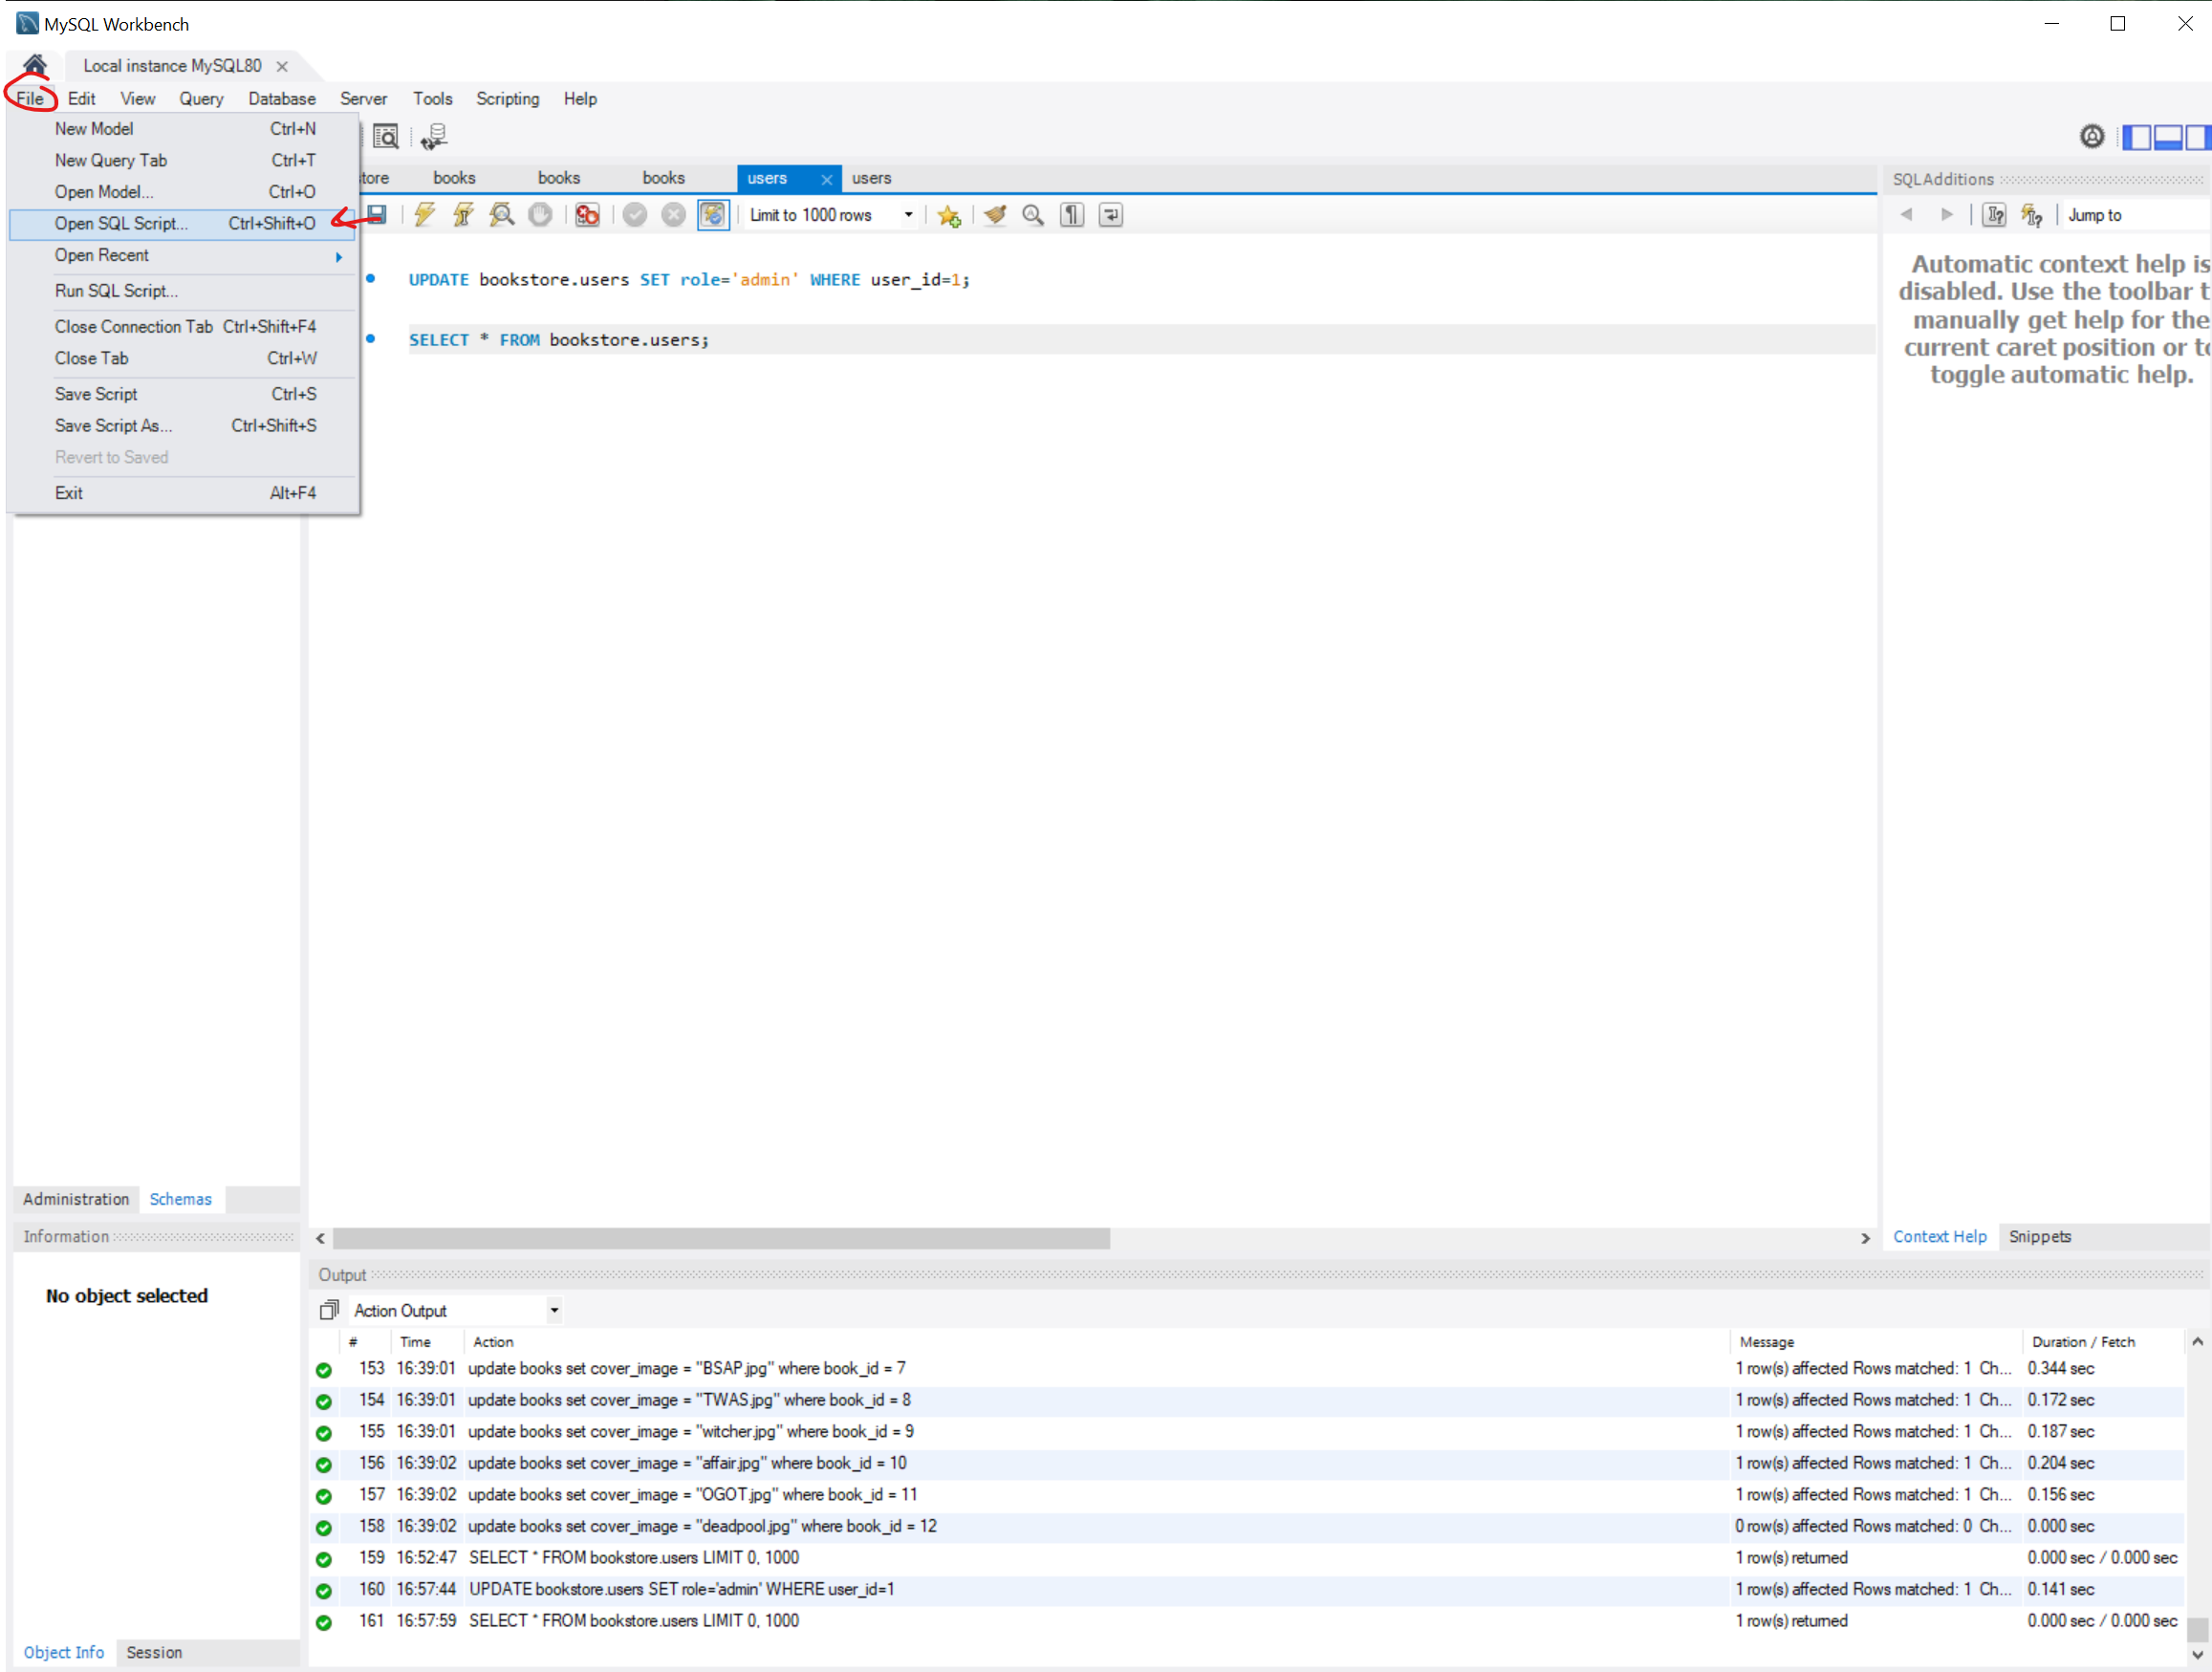 MySQL Workbench
Local instance MySQL80
File Edit View Query Database Server Tools Scripting Help
New Model Ctrl+N
New Query Tab Ctrl+T
Open Model... Ctrl+O
Open SQL Script... Ctrl+Shift+O
Open Recent
Run SQL Script...
Close Connection Tab Ctrl+Shift+F4
Close Tab Ctrl+W
Save Script Ctrl+S
Save Script As... Ctrl+Shift+S
Revert to Saved
Exit Alt+F4
tore books books books users users
Limit to 1000 rows
UPDATE bookstore.users SET role='admin' WHERE user_id=1;
SELECT * FROM bookstore.users;
SQLAdditions
Jump to
Automatic context help is
disabled. Use the toolbar t
manually get help for the
current caret position or to
toggle automatic help.
Administration Schemas
Information
No object selected
Context Help Snippets
Output
Action Output
# Time Action Message Duration / Fetch
153 16:39:01 update books set cover_image = "BSAP.jpg" where book_id = 7 1 row(s) affected Rows matched: 1 Ch... 0.344 sec
154 16:39:01 update books set cover_image = "TWAS.jpg" where book_id = 8 1 row(s) affected Rows matched: 1 Ch... 0.172 sec
155 16:39:01 update books set cover_image = "witcher.jpg" where book_id = 9 1 row(s) affected Rows matched: 1 Ch... 0.187 sec
156 16:39:02 update books set cover_image = "affair.jpg" where book_id = 10 1 row(s) affected Rows matched: 1 Ch... 0.204 sec
157 16:39:02 update books set cover_image = "OGOT.jpg" where book_id = 11 1 row(s) affected Rows matched: 1 Ch... 0.156 sec
158 16:39:02 update books set cover_image = "deadpool.jpg" where book_id = 12 0 row(s) affected Rows matched: 0 Ch... 0.000 sec
159 16:52:47 SELECT * FROM bookstore.users LIMIT 0, 1000 1 row(s) returned 0.000 sec / 0.000 sec
160 16:57:44 UPDATE bookstore.users SET role='admin' WHERE user_id=1 1 row(s) affected Rows matched: 1 Ch... 0.141 sec
161 16:57:59 SELECT * FROM bookstore.users LIMIT 0, 1000 1 row(s) returned 0.000 sec / 0.000 sec
Object Info Session